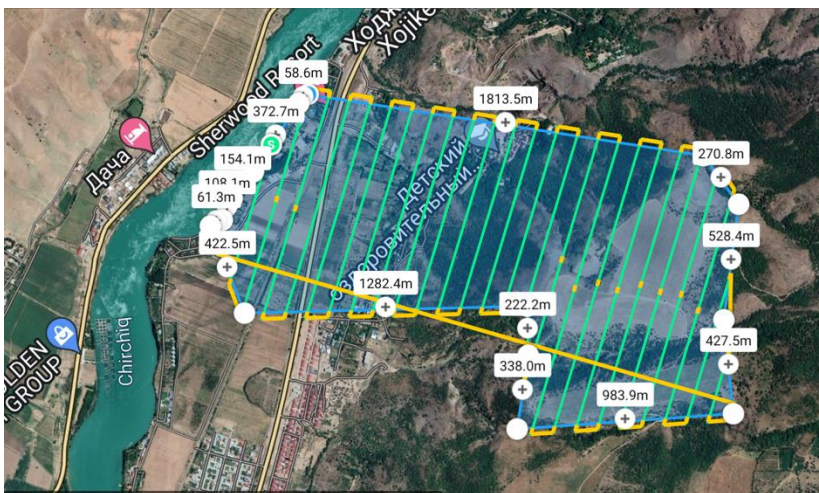 Ходж
Xojike
58.6m
Sherwood Resort
372.7m
1813.5m
Дача
154.1m
Детский
оздоровительный...
270.8m
108.1m
61.3m
422.5m
528.4m
1282.4m
222.2m
427.5m
338.0m
983.9m
Chirchiq
OLDEN
GROUP
S